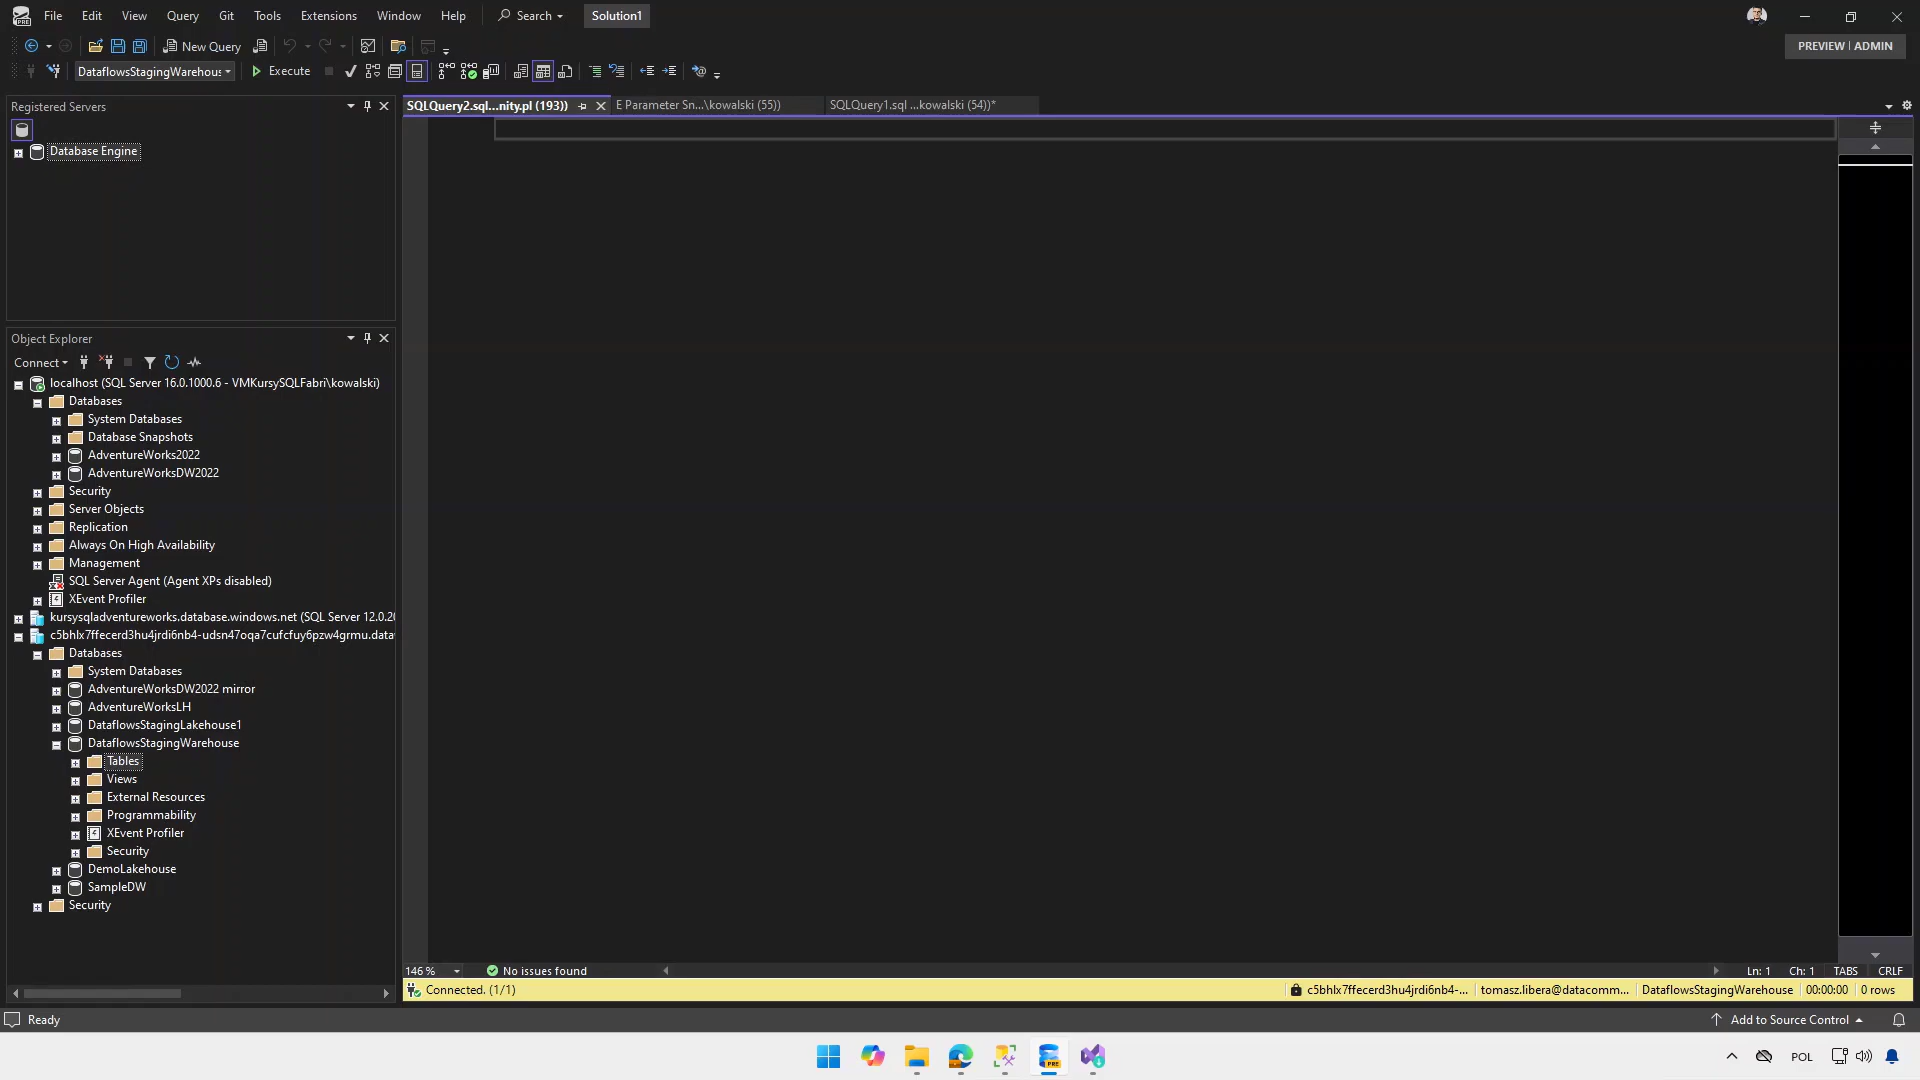 File Edit View Query Git Tools Extensions Window Help Search Solution1
New Query
PREVIEW | ADMIN
DataflowsStagingWarehous Execute
Registered Servers
Database Engine
SQLQuery2.sql...nity.pl (193)) E Parameter Sn...\kowalski (55)) SQLQuery1.sql ...kowalski (54))*
Object Explorer
Connect
localhost (SQL Server 16.0.1000.6 - VMKursySQLFabri\kowalski)
Databases
System Databases
Database Snapshots
AdventureWorks2022
AdventureWorksDW2022
Security
Server Objects
Replication
Always On High Availability
Management
SQL Server Agent (Agent XPs disabled)
XEvent Profiler
kursysqladventureworks.database.windows.net (SQL Server 12.0.20
c5bhlx7ffecerd3hu4jrdi6nb4-udsn47oqa7cufcfuy6pzw4grmu.data
Databases
System Databases
AdventureWorksDW2022 mirror
AdventureWorksLH
DataflowsStagingLakehouse1
DataflowsStagingWarehouse
Tables
Views
External Resources
Programmability
XEvent Profiler
Security
DemoLakehouse
SampleDW
Security
146 % No issues found Ln: 1 Ch: 1 TABS CRLF
Connected. (1/1) c5bhlx7ffecerd3hu4jrdi6nb4-... tomasz.libera@datacomm... DataflowsStagingWarehouse 00:00:00 0 rows
Ready Add to Source Control
PRE
POL